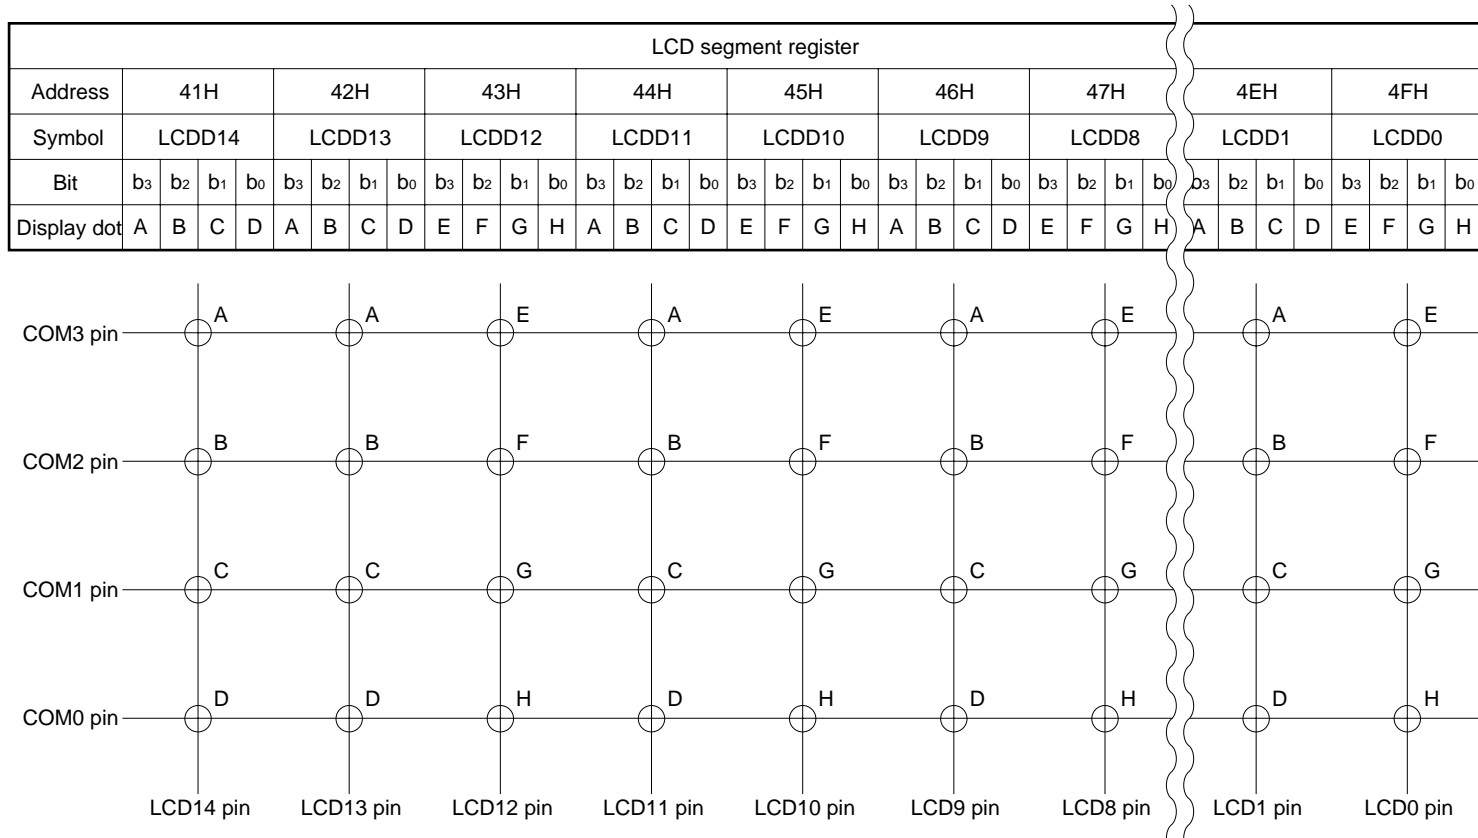 LCD segment register
Address 41H 42H 43H 44H 45H 46H 47H 4EH 4FH
Symbol LCDD14 LCDD13 LCDD12 LCDD11 LCDD10 LCDD9 LCDD8 LCDD1 LCDD0
Bit b3 b2 b1 b0 b3 b2 b1 b0 b3 b2 b1 b0 b3 b2 b1 b0 b3 b2 b1 b0 b3 b2 b1 b0 b3 b2 b1 b0 b3 b2 b1 b0 b3 b2 b1 b0
Display dot A B C D A B C D E F G H A B C D E F G H A B C D E F G H A B C D E F G H
COM3 pin A A E A E A E A E
COM2 pin B B F B F B F B F
COM1 pin C C G C G C G C G
COM0 pin D D H D H D H D H
LCD14 pin LCD13 pin LCD12 pin LCD11 pin LCD10 pin LCD9 pin LCD8 pin LCD1 pin LCD0 pin